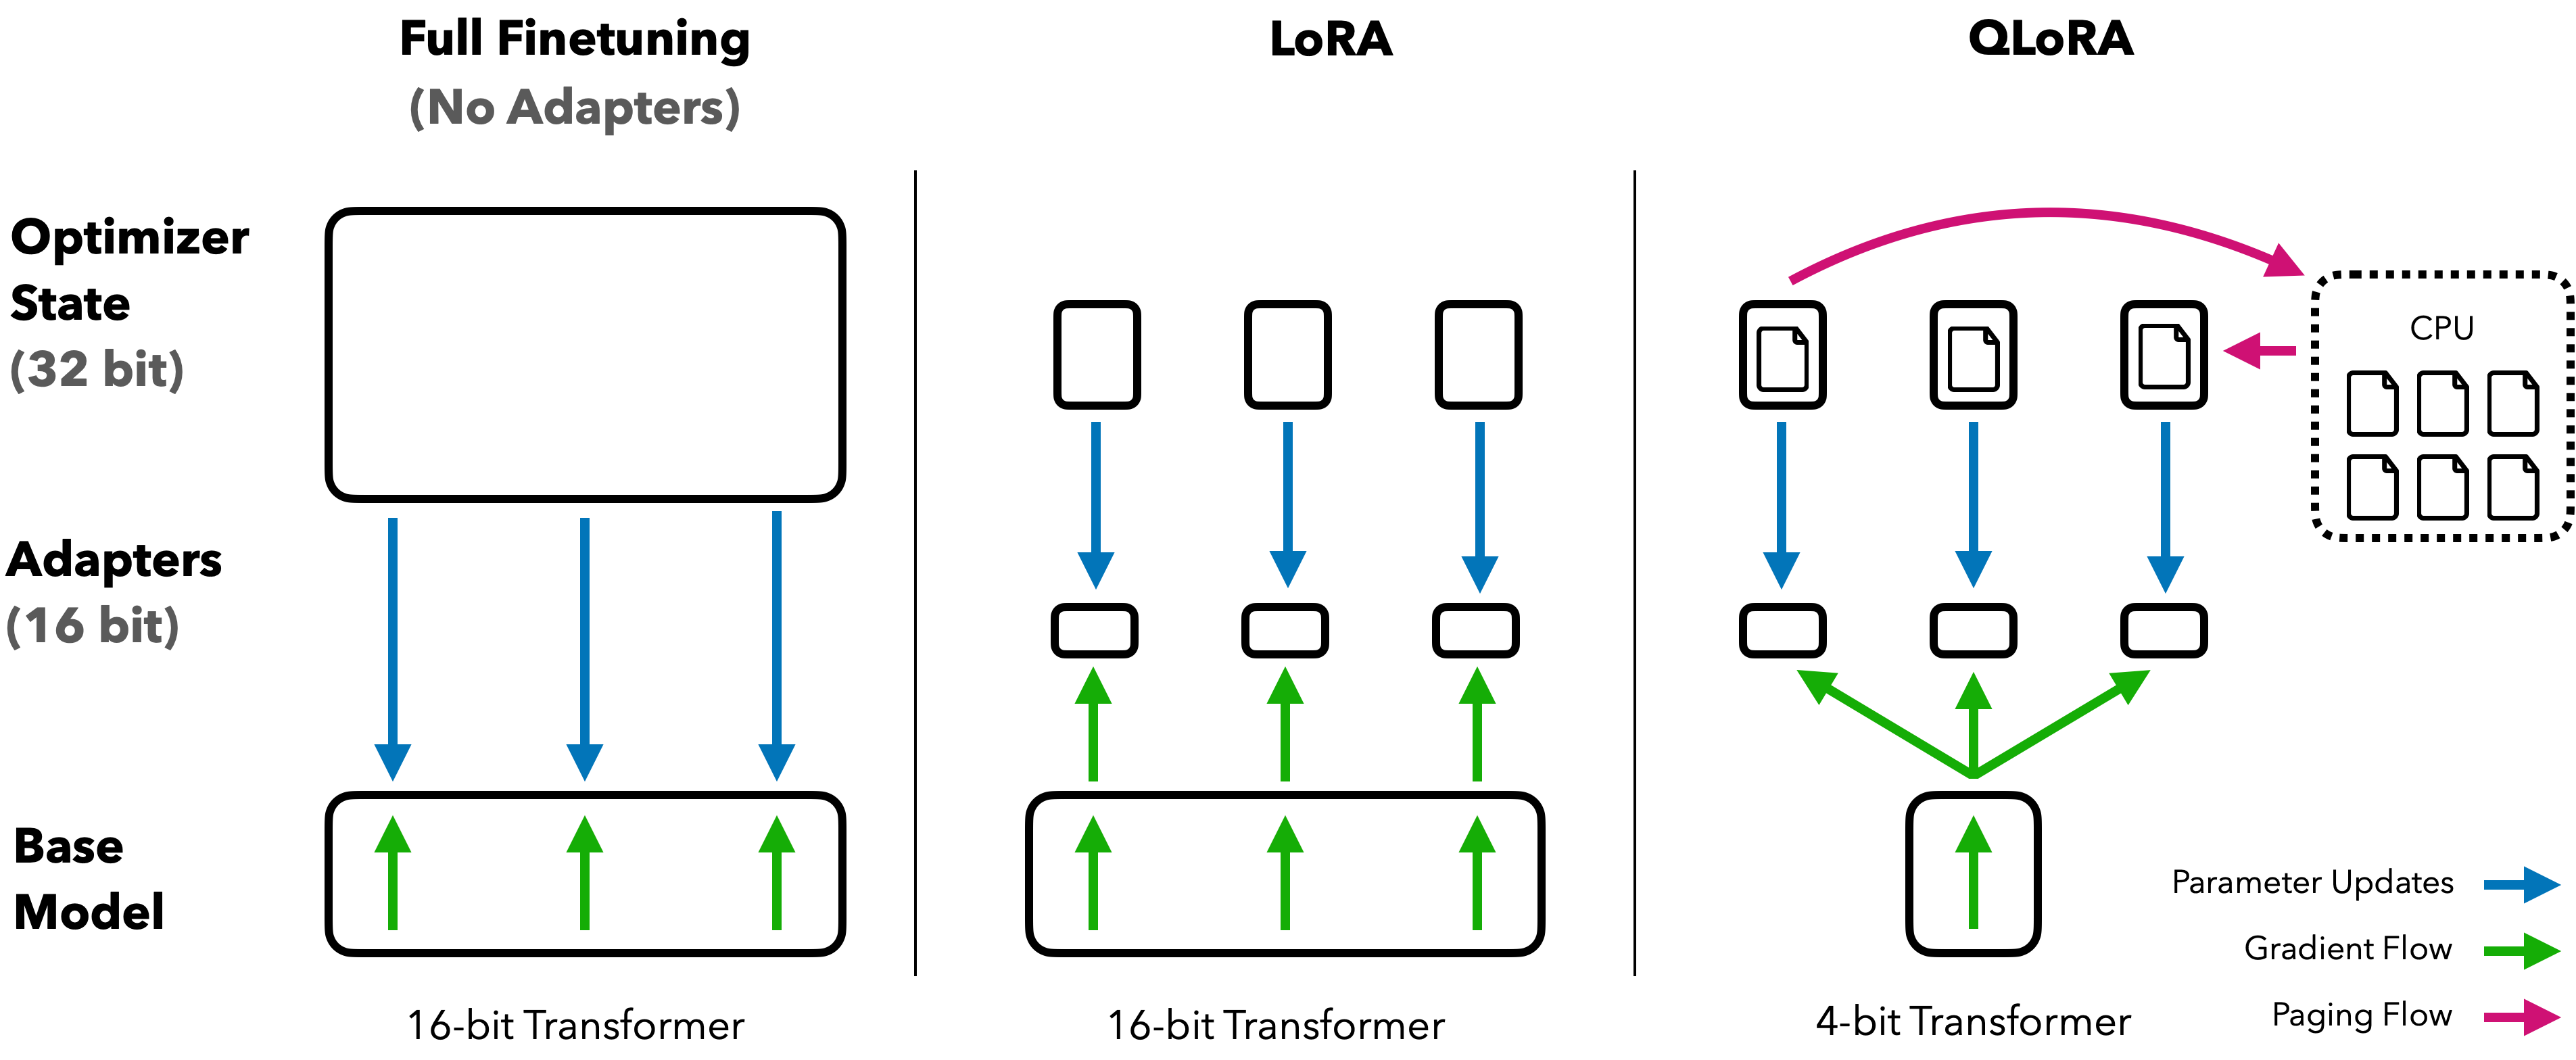 Full Finetuning
(No Adapters)
LoRA
QLoRA
Optimizer
State
(32 bit)
CPU
Adapters
(16 bit)
Base
Model
Parameter Updates
Gradient Flow
Paging Flow
16-bit Transformer
16-bit Transformer
4-bit Transformer